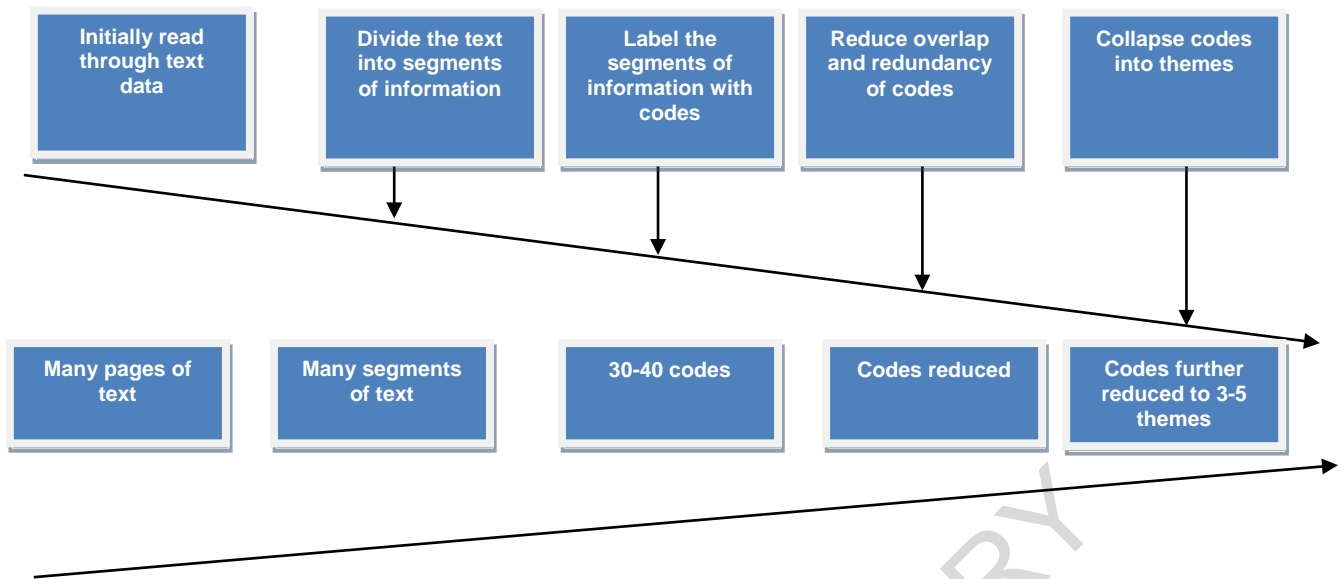 Initially read
through text
data
Divide the text
into segments
of information
Label the
segments of
information with
codes
Reduce overlap
and redundancy
of codes
Collapse codes
into themes
Many pages of
text
Many segments
of text
30-40 codes
Codes reduced
Codes further
reduced to 3-5
themes
RY